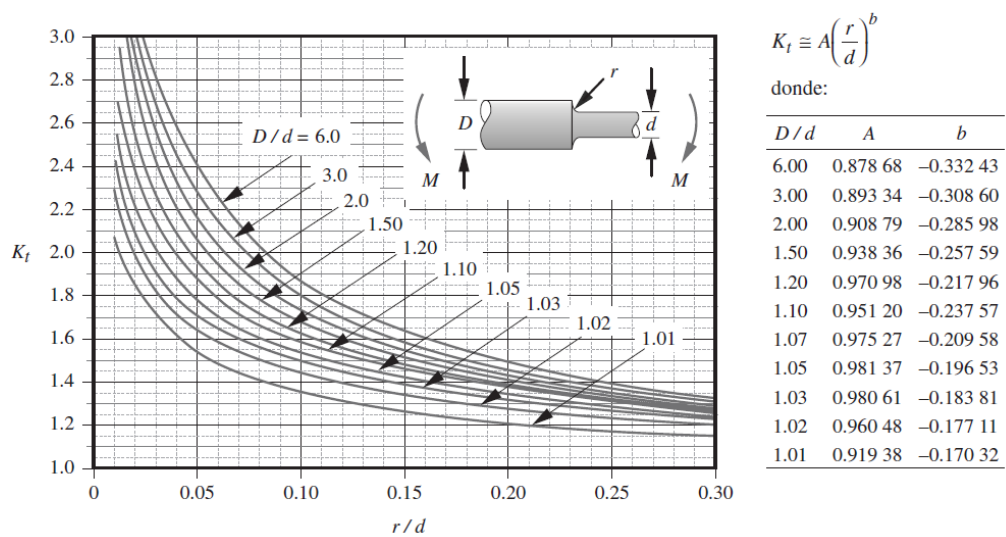 3.0
2.8
2.6
2.4
2.2
2.0
1.8
1.6
1.4
1.2
1.0
K_t
0 0.05 0.10 0.15 0.20 0.25 0.30
r / d
D / d = 6.0
3.0
2.0
1.50
1.20
1.10
1.05
1.03
1.02
1.01
r
D d
M M
K_t ≅ A(r/d)^b
donde:
D / d A b
6.00 0.878 68 –0.332 43
3.00 0.893 34 –0.308 60
2.00 0.908 79 –0.285 98
1.50 0.938 36 –0.257 59
1.20 0.970 98 –0.217 96
1.10 0.951 20 –0.237 57
1.07 0.975 27 –0.209 58
1.05 0.981 37 –0.196 53
1.03 0.980 61 –0.183 81
1.02 0.960 48 –0.177 11
1.01 0.919 38 –0.170 32